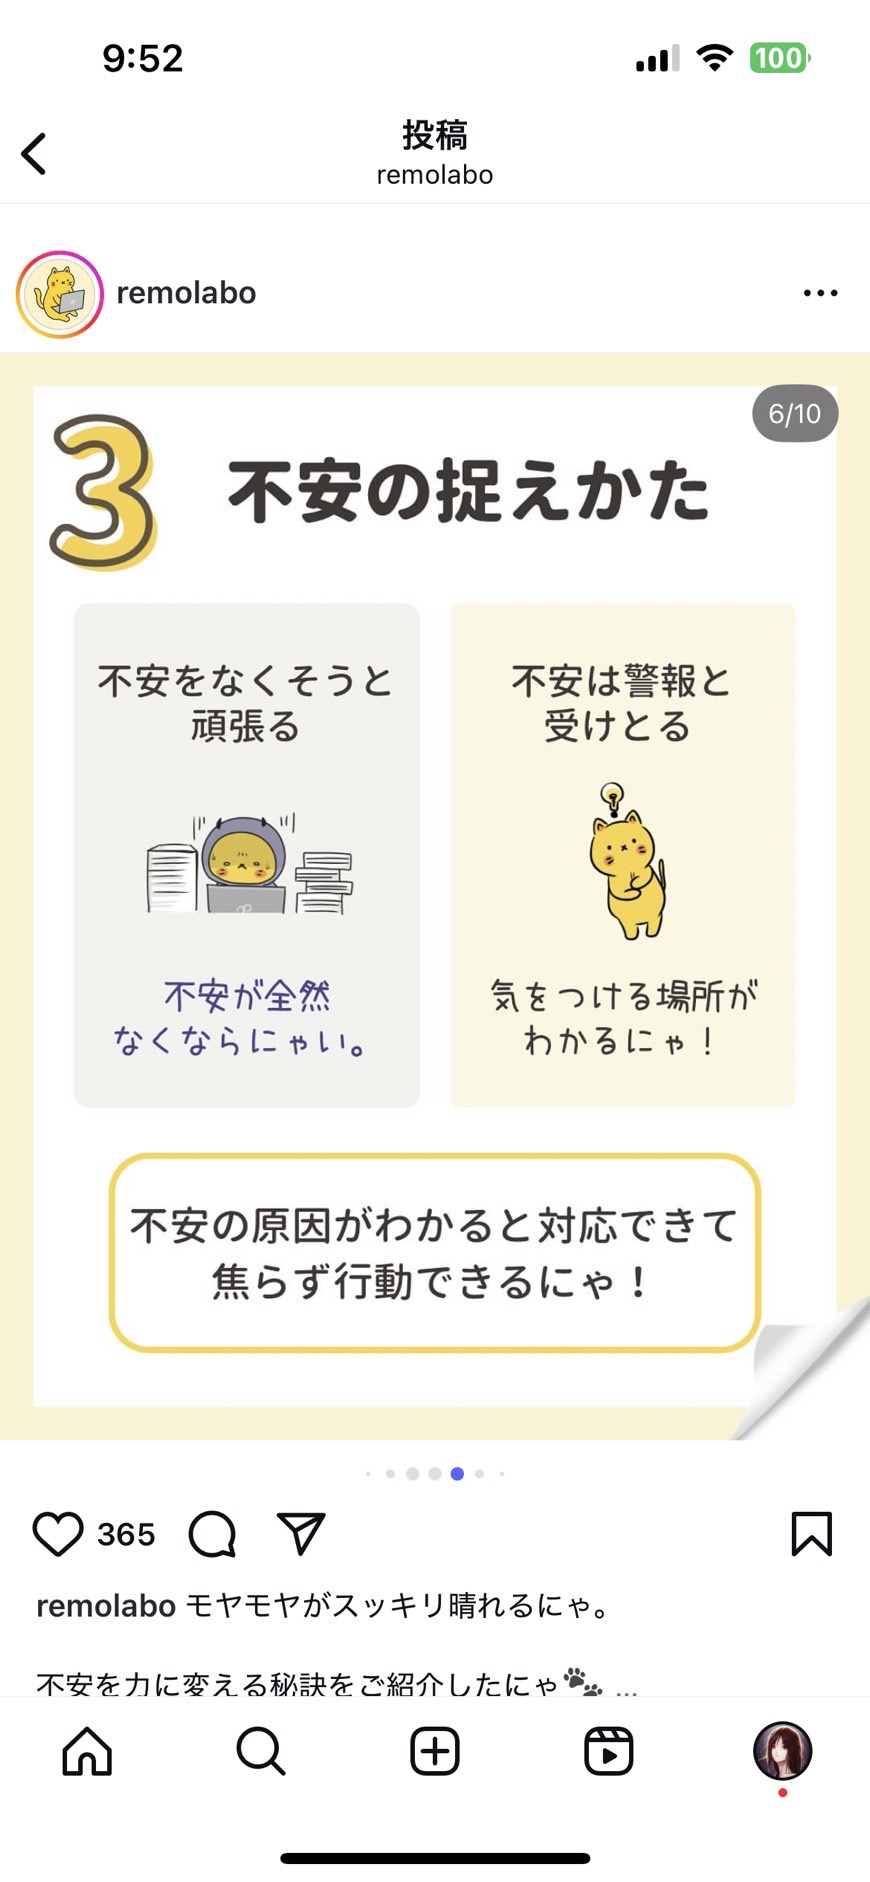 9:52
100
投稿
remolabo
remolabo
6/10
3 不安の捉えかた
不安をなくそうと
頑張る
不安が全然
なくならにゃい。
不安は警報と
受けとる
気をつける場所が
わかるにゃ！
不安の原因がわかると対応できて
焦らず行動できるにゃ！
365
remolabo モヤモヤがスッキリ晴れるにゃ。
不安を力に変える秘訣をご紹介したにゃ🐾 ...